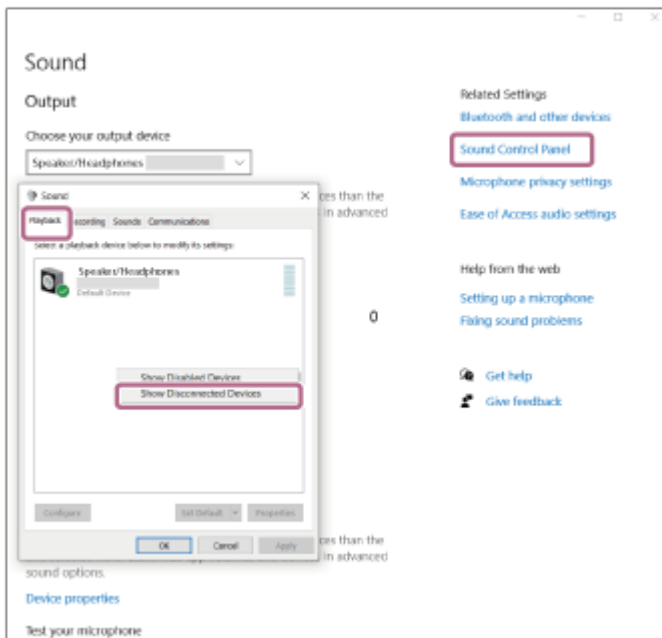 Sound
Output
Choose your output device
Speaker/Headphones
Sound
Playback
Recording
Sounds
Communications
Select a playback device below to modify its settings:
Speaker/Headphones
Default Device
Show Disabled Devices
Show Disconnected Devices
Configure
Set Default
Properties
OK
Cancel
Apply
ces than the
in advanced
0
ces than the
in advanced
sound options.
Device properties
Test your microphone
Related Settings
Bluetooth and other devices
Sound Control Panel
Microphone privacy settings
Ease of Access audio settings
Help from the web
Setting up a microphone
Fixing sound problems
Get help
Give feedback